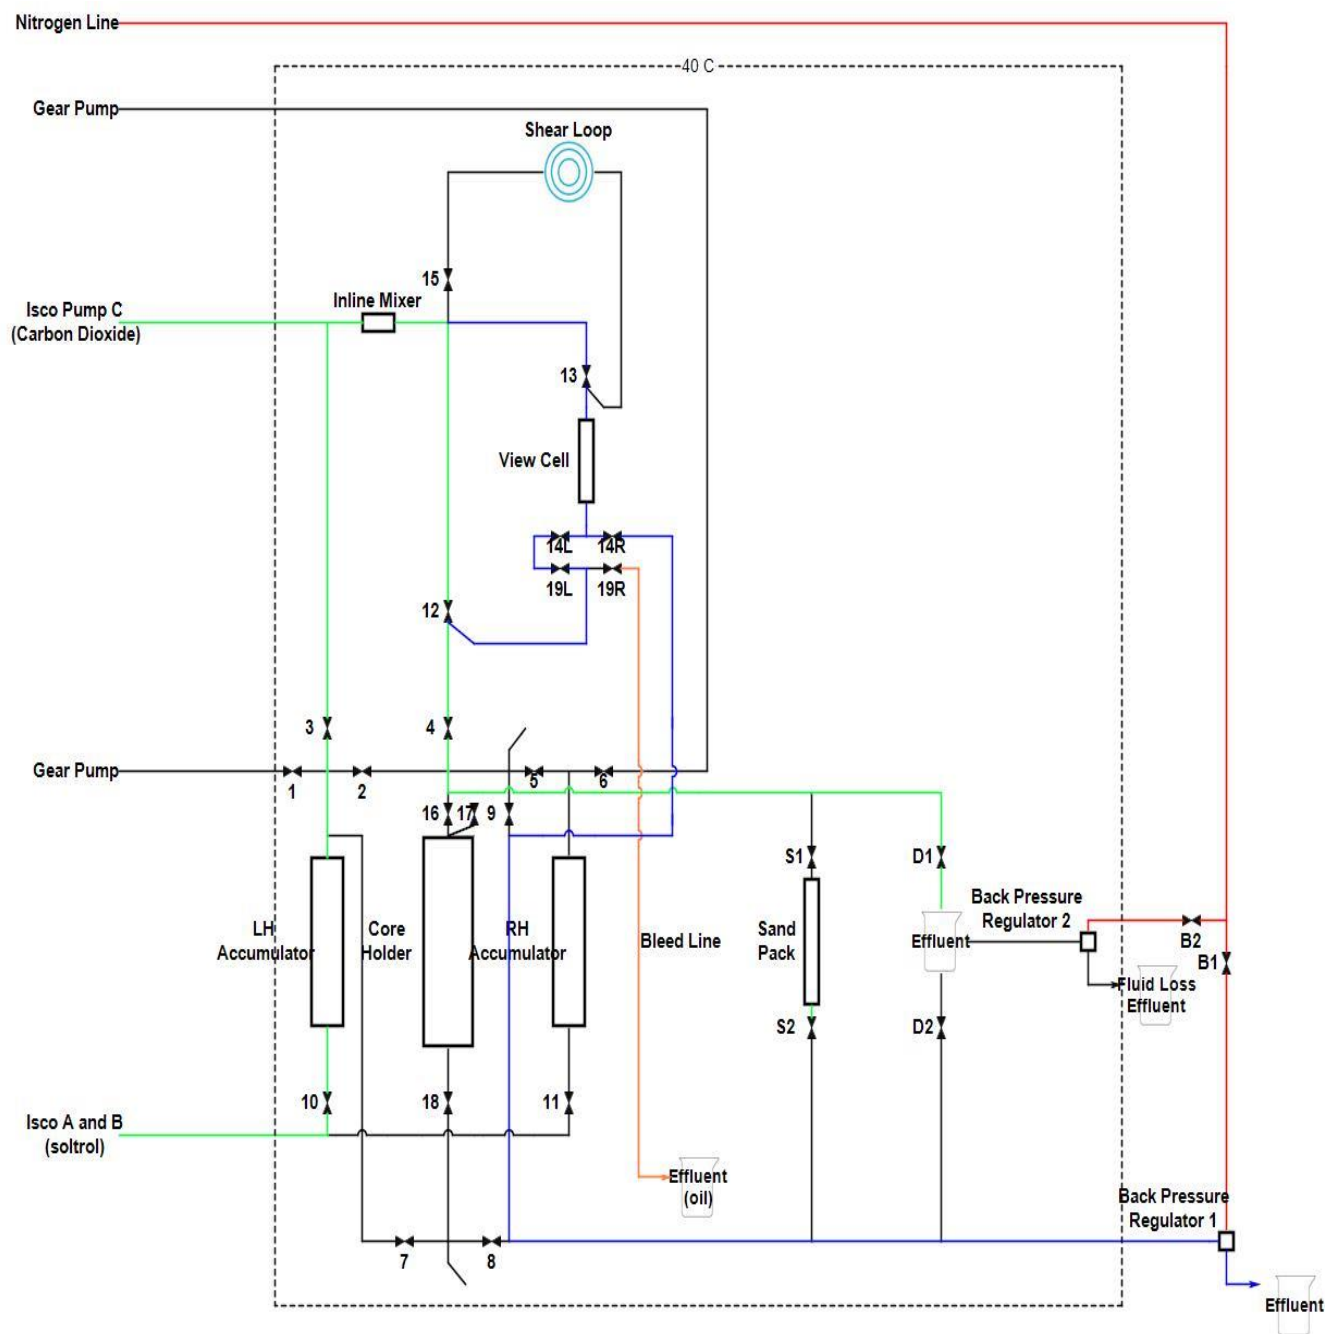 Nitrogen Line
40 C
Gear Pump
Shear Loop
15
Inline Mixer
Isco Pump C
(Carbon Dioxide)
13
View Cell
14L
14R
19L
19R
12
3
4
Gear Pump
1
2
5
6
16
17
9
S1
D1
LH
Accumulator
Core
Holder
RH
Accumulator
Bleed Line
Sand
Pack
Effluent
Back Pressure
Regulator 2
B2
B1
Fluid Loss
Effluent
S2
D2
10
18
11
Isco A and B
(soltrol)
Effluent
(oil)
Back Pressure
Regulator 1
7
8
Effluent